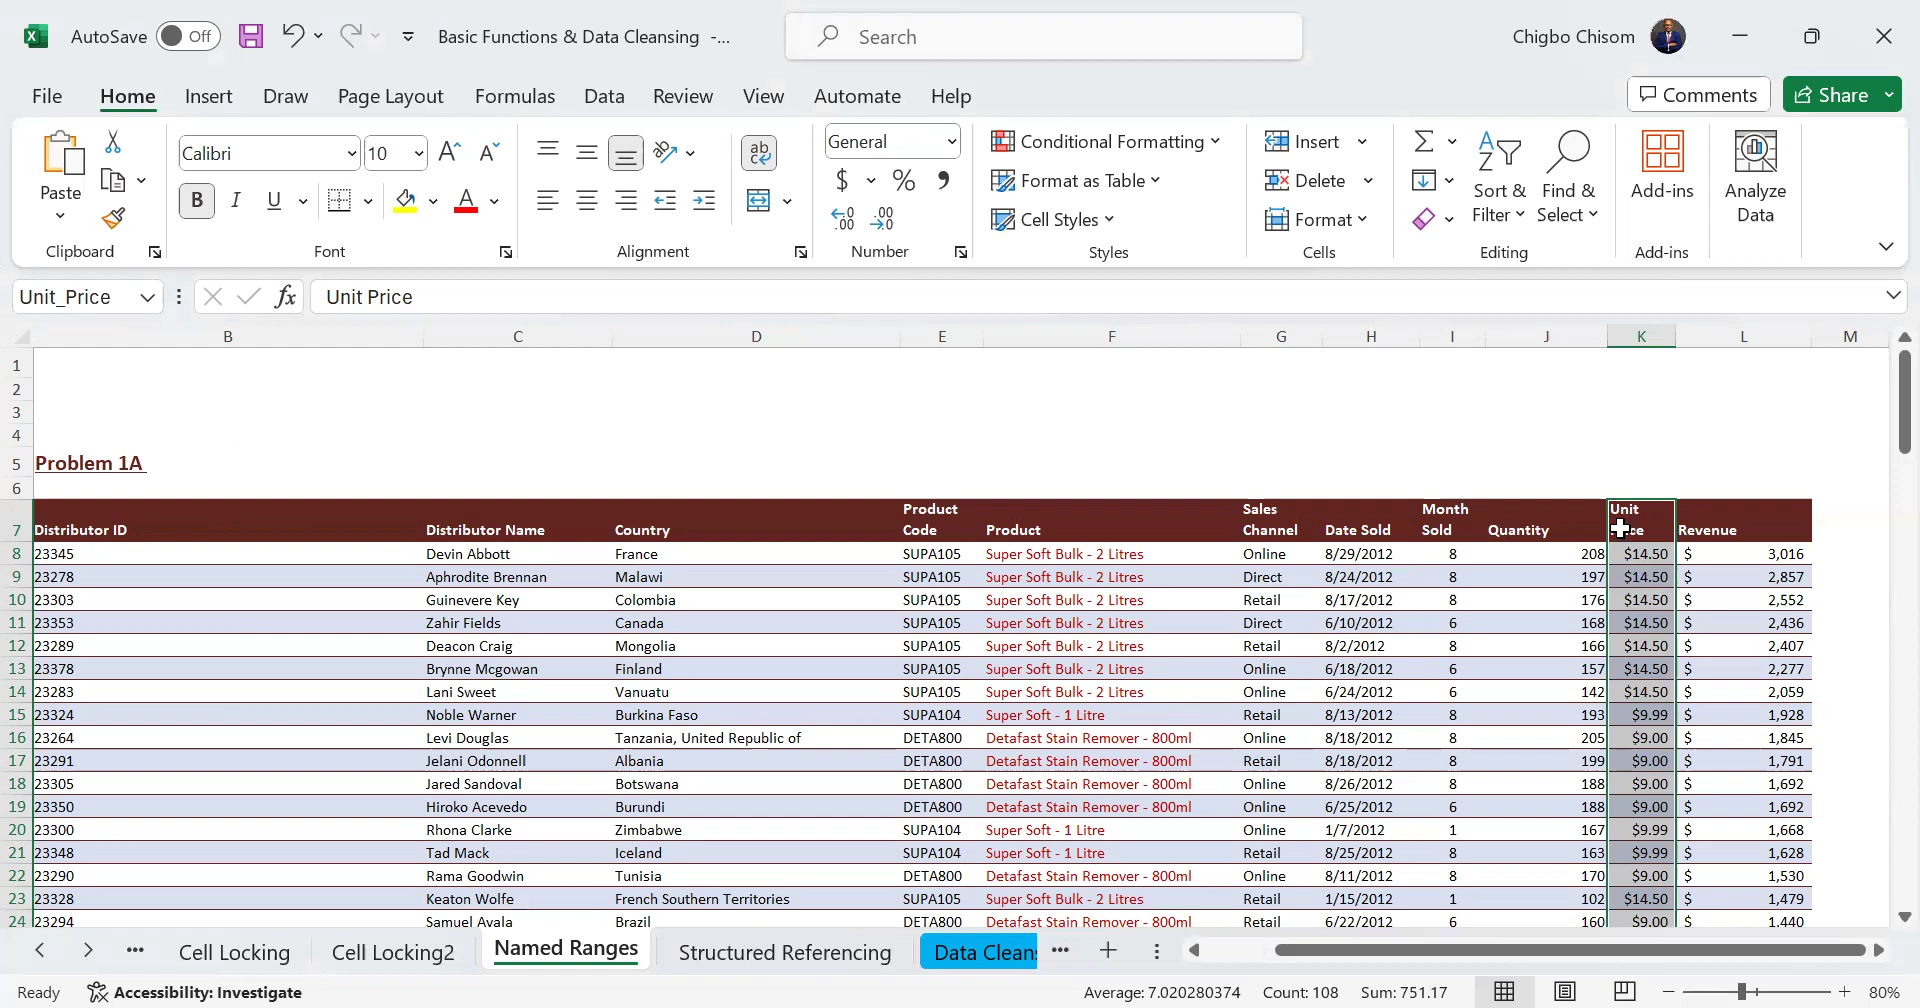 AutoSave Off Basic Functions & Data Cleansing -... Search Chigbo Chisom
File Home Insert Draw Page Layout Formulas Data Review View Automate Help Comments Share
Paste
Clipboard
Calibri 10
B I U
Font
ab
Alignment
General
$ % ,
Number
Conditional Formatting
Format as Table
Cell Styles
Styles
Insert
Delete
Format
Cells
Sort & Filter
Find & Select
Editing
Add-ins
Add-ins
Analyze Data
Unit_Price fx Unit Price
B C D E F G H I J K L M
1
2
3
4
5 Problem 1A
6
7 Distributor ID Distributor Name Country Product Code Product Sales Channel Date Sold Month Sold Quantity Unit Revenue
8 23345 Devin Abbott France SUPA105 Super Soft Bulk - 2 Litres Online 8/29/2012 8 208 $14.50 $ 3,016
9 23278 Aphrodite Brennan Malawi SUPA105 Super Soft Bulk - 2 Litres Direct 8/24/2012 8 197 $14.50 $ 2,857
10 23303 Guinevere Key Colombia SUPA105 Super Soft Bulk - 2 Litres Retail 8/17/2012 8 176 $14.50 $ 2,552
11 23353 Zahir Fields Canada SUPA105 Super Soft Bulk - 2 Litres Direct 6/10/2012 6 168 $14.50 $ 2,436
12 23289 Deacon Craig Mongolia SUPA105 Super Soft Bulk - 2 Litres Retail 8/2/2012 8 166 $14.50 $ 2,407
13 23378 Brynne Mcgowan Finland SUPA105 Super Soft Bulk - 2 Litres Online 6/18/2012 6 157 $14.50 $ 2,277
14 23283 Lani Sweet Vanuatu SUPA105 Super Soft Bulk - 2 Litres Online 6/24/2012 6 142 $14.50 $ 2,059
15 23324 Noble Warner Burkina Faso SUPA104 Super Soft - 1 Litre Retail 8/13/2012 8 193 $9.99 $ 1,928
16 23264 Levi Douglas Tanzania, United Republic of DETA800 Detafast Stain Remover - 800ml Online 8/18/2012 8 205 $9.00 $ 1,845
17 23291 Jelani Odonnell Albania DETA800 Detafast Stain Remover - 800ml Retail 8/18/2012 8 199 $9.00 $ 1,791
18 23305 Jared Sandoval Botswana DETA800 Detafast Stain Remover - 800ml Online 8/26/2012 8 188 $9.00 $ 1,692
19 23350 Hiroko Acevedo Burundi DETA800 Detafast Stain Remover - 800ml Online 6/25/2012 6 188 $9.00 $ 1,692
20 23300 Rhona Clarke Zimbabwe SUPA104 Super Soft - 1 Litre Online 1/7/2012 1 167 $9.99 $ 1,668
21 23348 Tad Mack Iceland SUPA104 Super Soft - 1 Litre Retail 8/25/2012 8 163 $9.99 $ 1,628
22 23290 Rama Goodwin Tunisia DETA800 Detafast Stain Remover - 800ml Retail 8/11/2012 8 170 $9.00 $ 1,530
23 23328 Keaton Wolfe French Southern Territories SUPA105 Super Soft Bulk - 2 Litres Retail 1/15/2012 1 102 $14.50 $ 1,479
24 23294 Samuel Ayala Brazil DETA800 Detafast Stain Remover - 800ml Retail 6/22/2012 6 160 $9.00 $ 1,440
Cell Locking Cell Locking2 Named Ranges Structured Referencing Data Cleans
Ready Accessibility: Investigate Average: 7.020280374 Count: 108 Sum: 751.17 80%